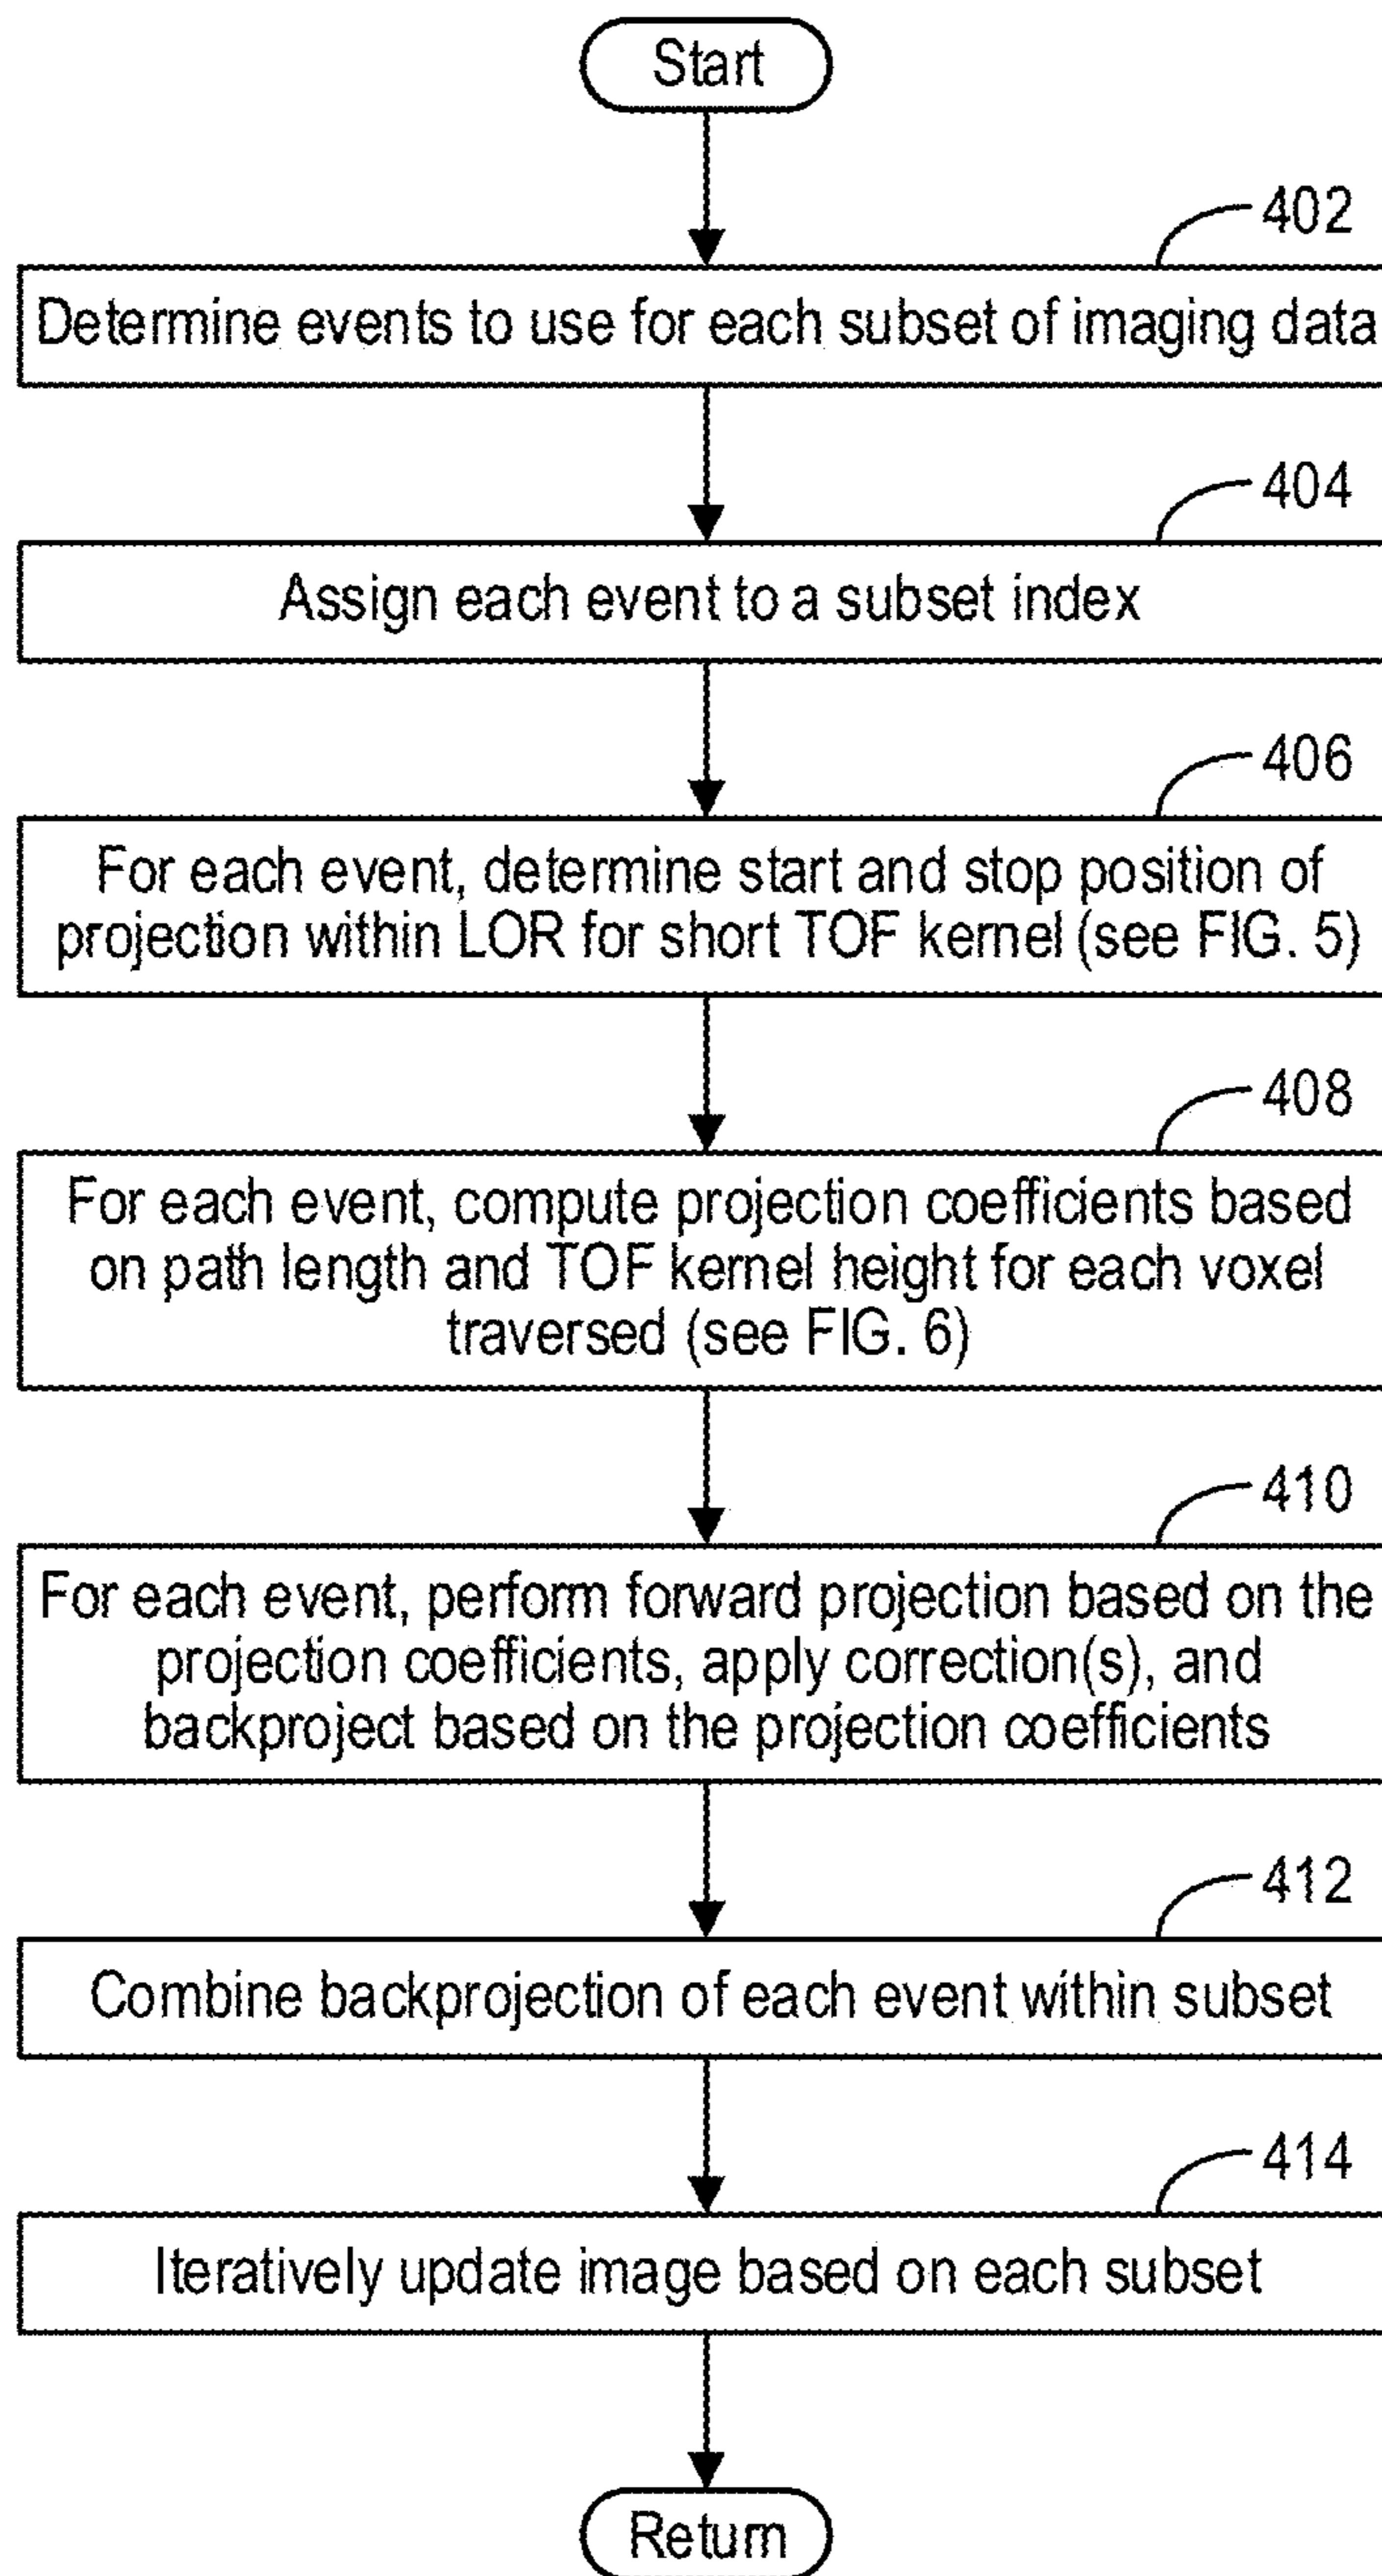 Start
402
Determine events to use for each subset of imaging data
404
Assign each event to a subset index
406
For each event, determine start and stop position of
projection within LOR for short TOF kernel (see FIG. 5)
408
For each event, compute projection coefficients based
on path length and TOF kernel height for each voxel
traversed (see FIG. 6)
410
For each event, perform forward projection based on the
projection coefficients, apply correction(s), and
backproject based on the projection coefficients
412
Combine backprojection of each event within subset
414
Iteratively update image based on each subset
Return